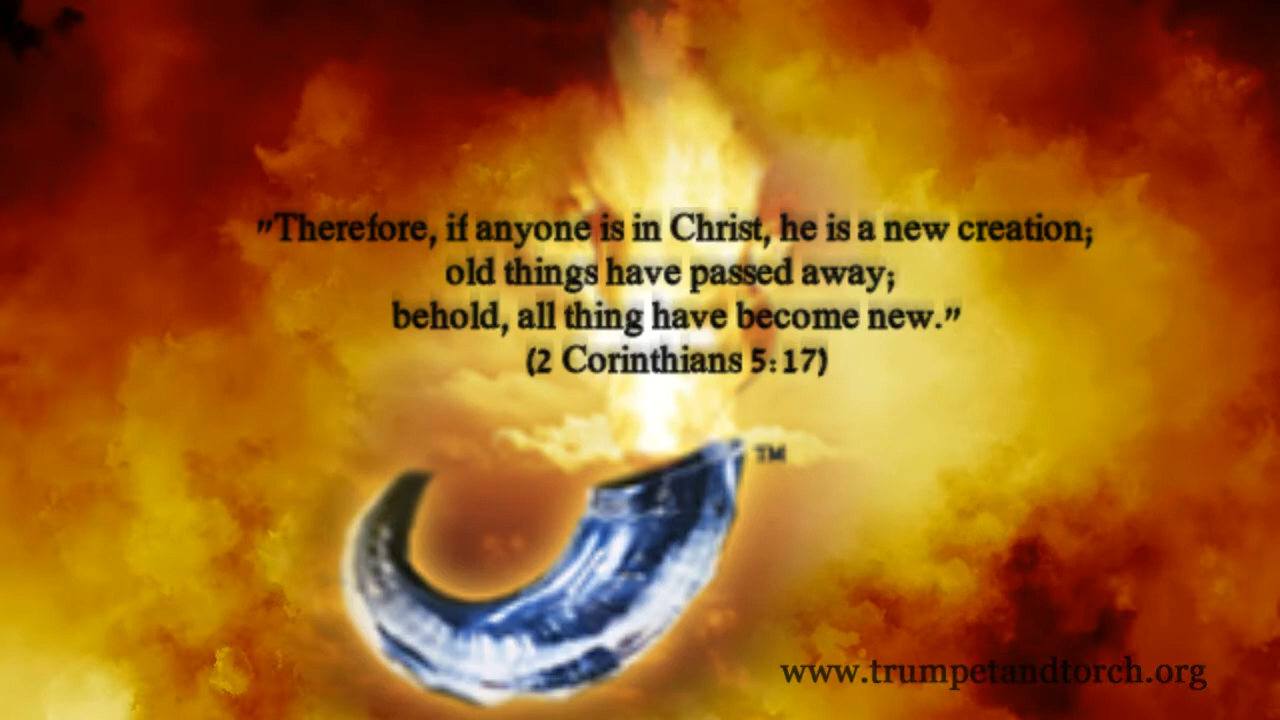 "Therefore, if anyone is in Christ, he is a new creation;
old things have passed away;
behold, all thing have become new."
(2 Corinthians 5:17)
TM
www.trumpetandtorch.org